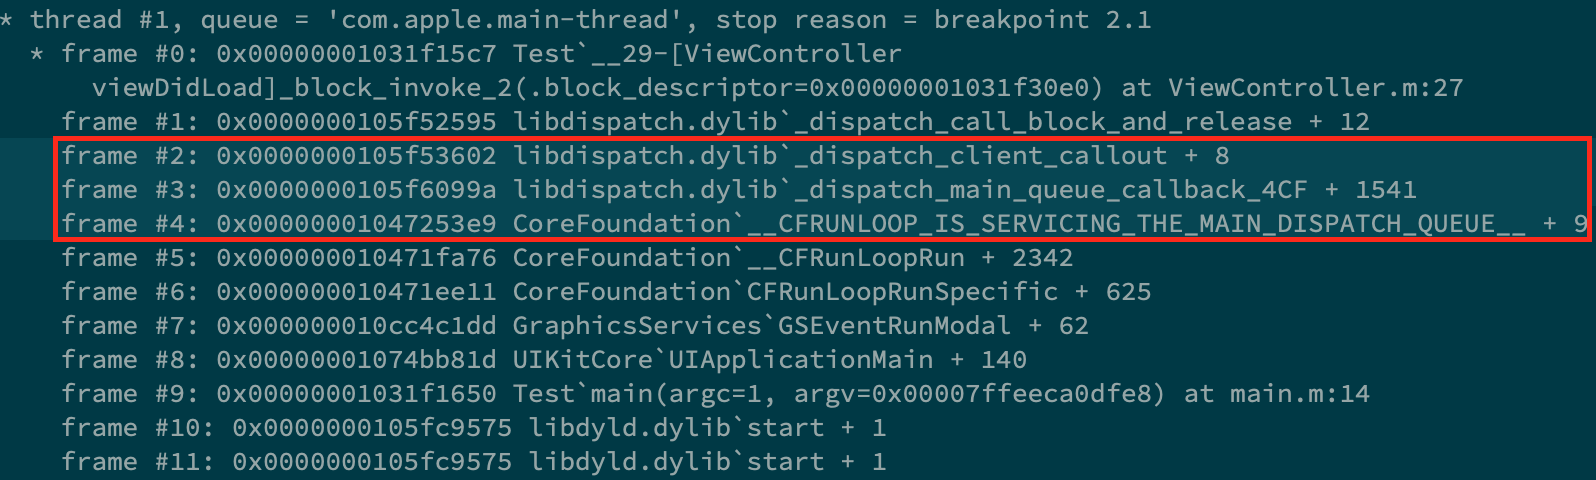 * thread #1, queue = 'com.apple.main-thread', stop reason = breakpoint 2.1
* frame #0: 0x00000001031f15c7 Test`__29-[ViewController
viewDidLoad]_block_invoke_2(.block_descriptor=0x00000001031f30e0) at ViewController.m:27
frame #1: 0x0000000105f52595 libdispatch.dylib`_dispatch_call_block_and_release + 12
frame #2: 0x0000000105f53602 libdispatch.dylib`_dispatch_client_callout + 8
frame #3: 0x0000000105f6099a libdispatch.dylib`_dispatch_main_queue_callback_4CF + 1541
frame #4: 0x00000001047253e9 CoreFoundation`__CFRUNLOOP_IS_SERVICING_THE_MAIN_DISPATCH_QUEUE__ + 9
frame #5: 0x000000010471fa76 CoreFoundation`__CFRunLoopRun + 2342
frame #6: 0x000000010471ee11 CoreFoundation`CFRunLoopRunSpecific + 625
frame #7: 0x000000010cc4c1dd GraphicsServices`GSEventRunModal + 62
frame #8: 0x00000001074bb81d UIKitCore`UIApplicationMain + 140
frame #9: 0x00000001031f1650 Test`main(argc=1, argv=0x00007ffeeca0dfe8) at main.m:14
frame #10: 0x0000000105fc9575 libdyld.dylib`start + 1
frame #11: 0x0000000105fc9575 libdyld.dylib`start + 1